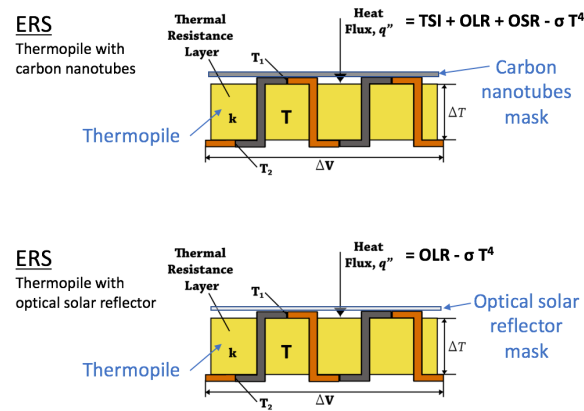 ERS
Thermopile with
carbon nanotubes
Thermal
Resistance
Layer
T₁
Heat
Flux, q”
= TSI + OLR + OSR - σ T⁴
Carbon
nanotubes
mask
Thermopile
k
T
ΔT
T₂
ΔV
ERS
Thermopile with
optical solar reflector
Thermal
Resistance
Layer
T₁
Heat
Flux, q”
= OLR - σ T⁴
Optical solar
reflector
mask
Thermopile
k
T
ΔT
T₂
ΔV